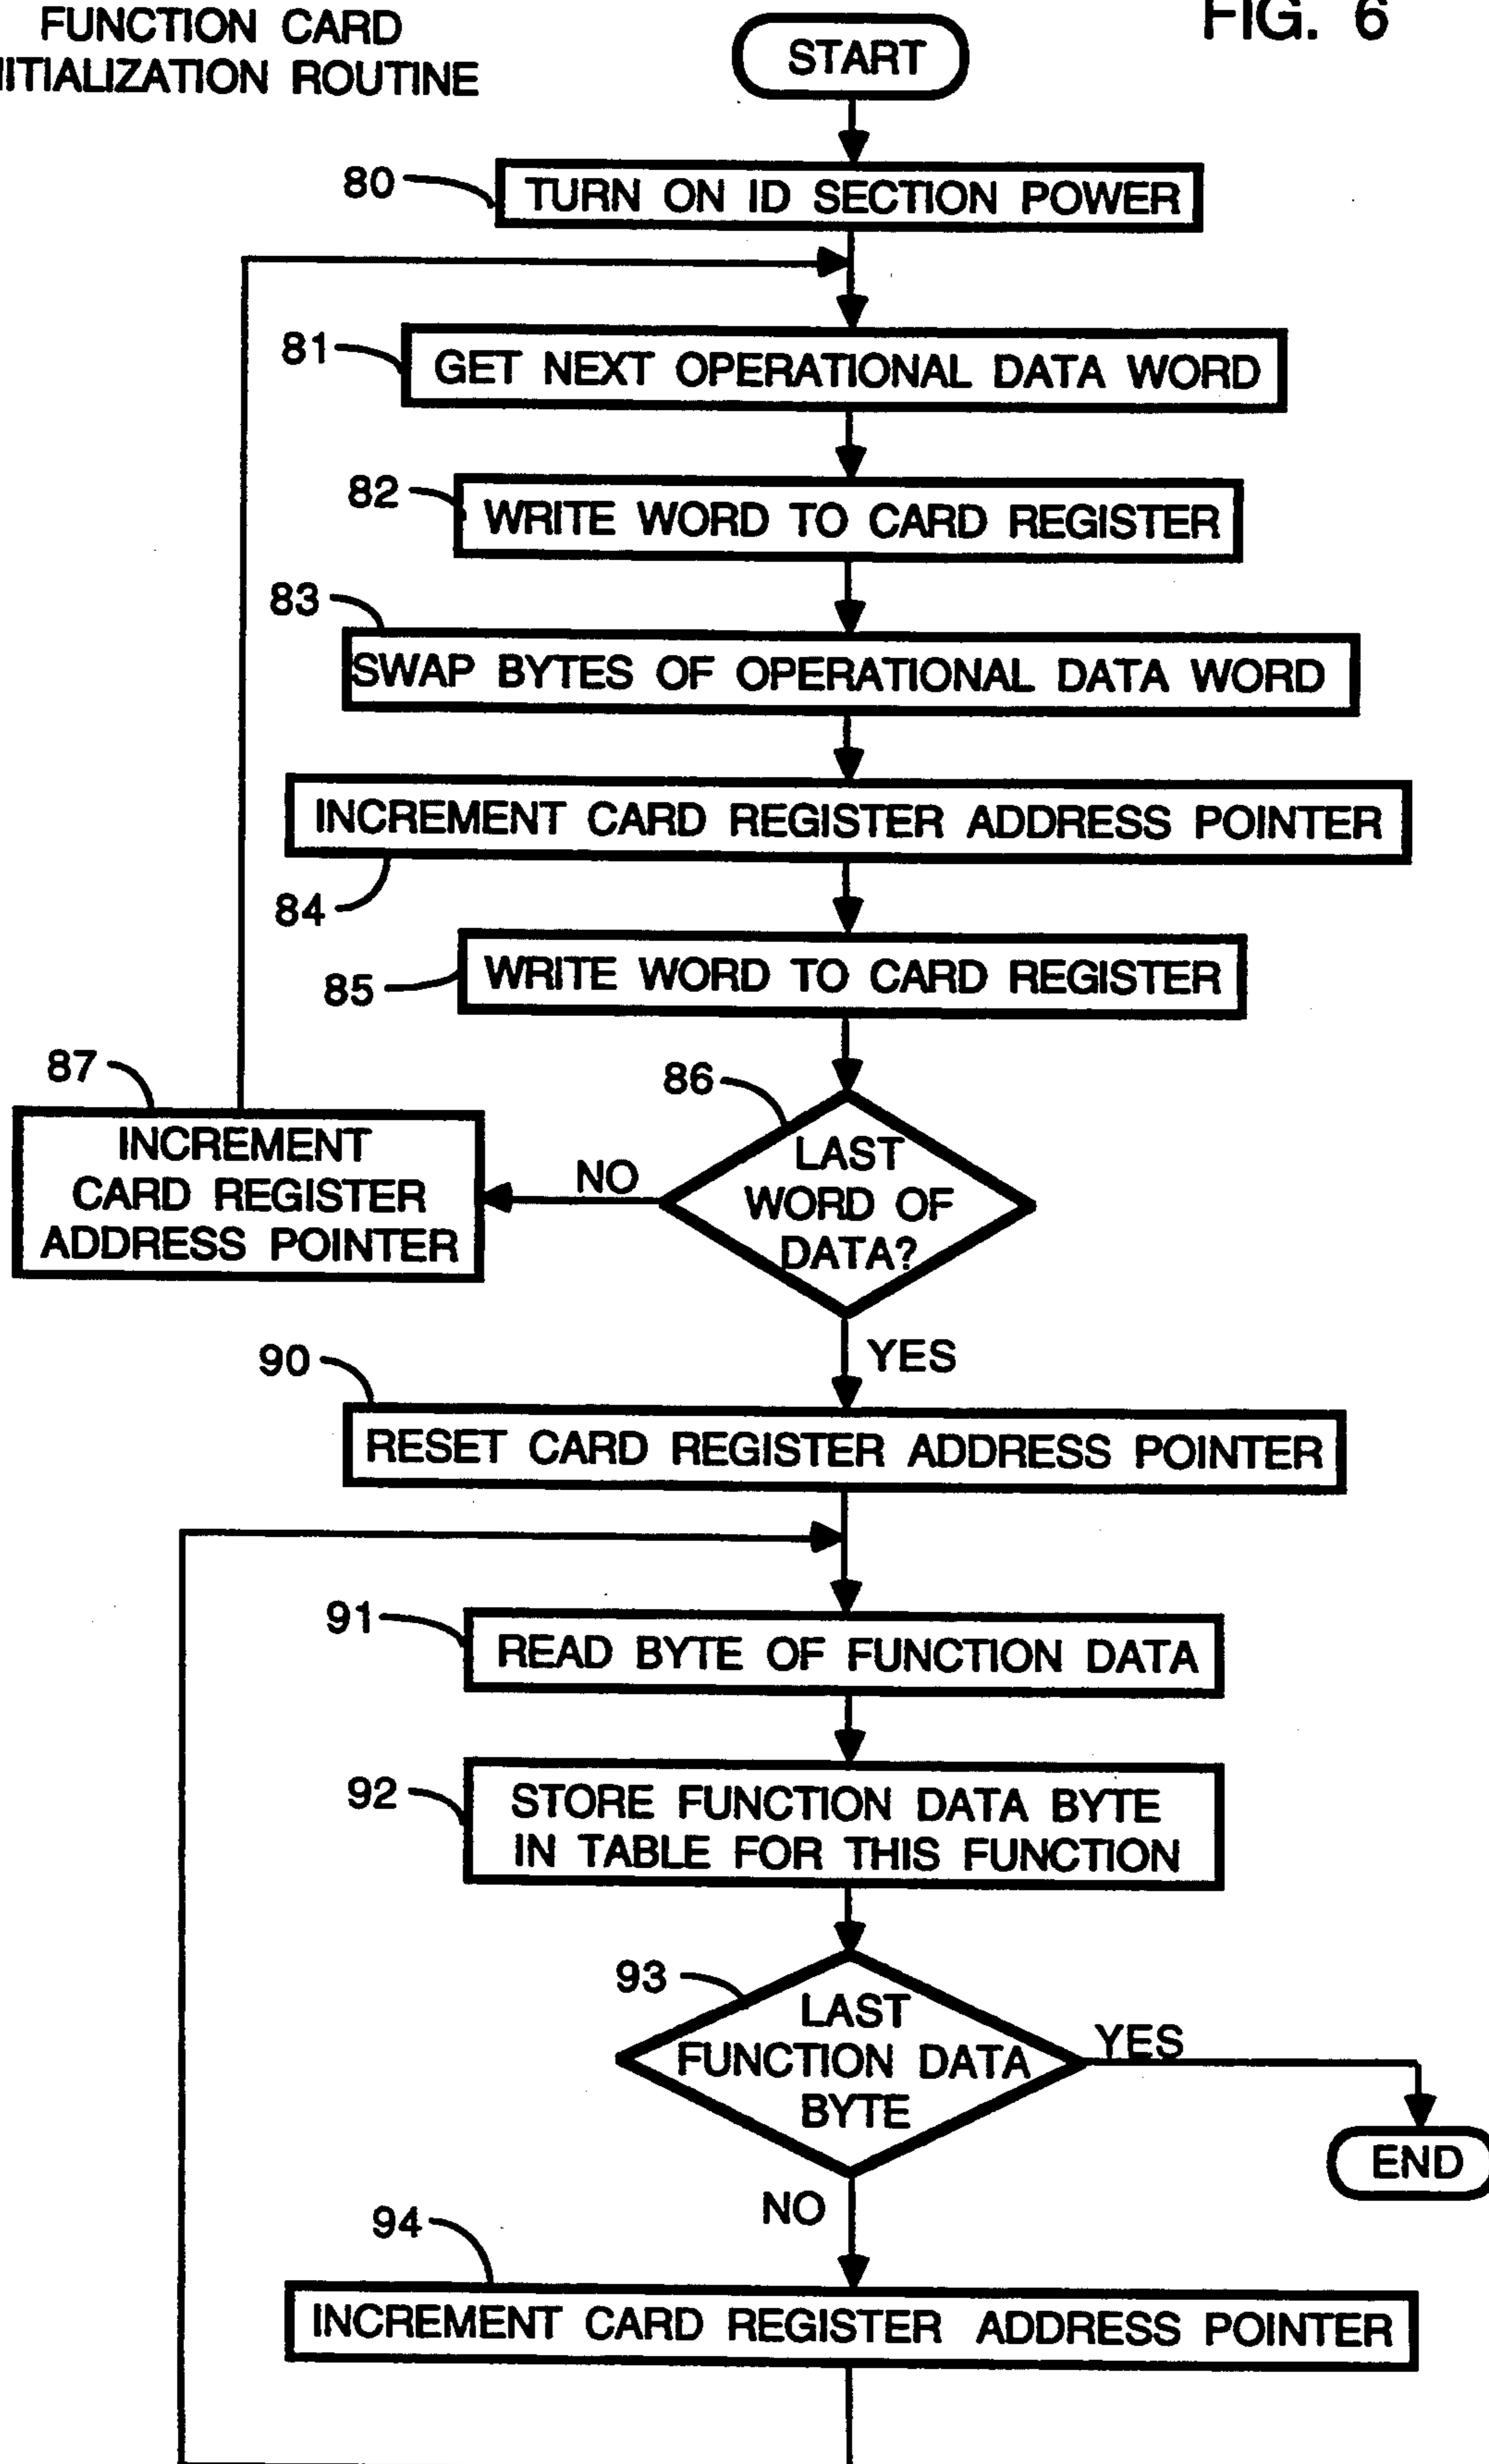 FUNCTION CARD
NITIALIZATION ROUTINE
FIG. 6
START
80
TURN ON ID SECTION POWER
81
GET NEXT OPERATIONAL DATA WORD
82
WRITE WORD TO CARD REGISTER
83
SWAP BYTES OF OPERATIONAL DATA WORD
INCREMENT CARD REGISTER ADDRESS POINTER
84
WRITE WORD TO CARD REGISTER
85
87
INCREMENT
CARD REGISTER
ADDRESS POINTER
NO
86
LAST
WORD OF
DATA?
YES
90
RESET CARD REGISTER ADDRESS POINTER
91
READ BYTE OF FUNCTION DATA
92
STORE FUNCTION DATA BYTE
IN TABLE FOR THIS FUNCTION
93
LAST
FUNCTION DATA
BYTE
YES
END
NO
94
INCREMENT CARD REGISTER ADDRESS POINTER